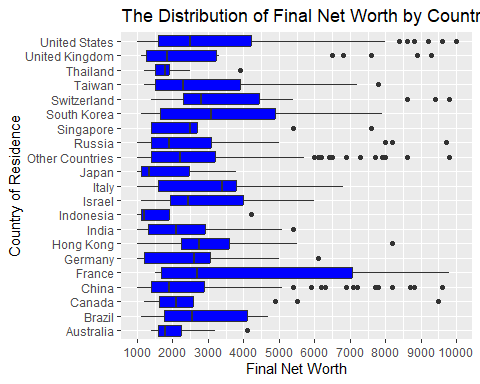 The Distribution of Final Net Worth by Countr
United States
United Kingdom
Thailand
Taiwan
Switzerland
South Korea
Singapore
Russia
Other Countries
Japan
Italy
Israel
Indonesia
India
Hong Kong
Germany
France
China
Canada
Brazil
Australia
Country of Residence
1000 2000 3000 4000 5000 6000 7000 8000 9000 10000
Final Net Worth